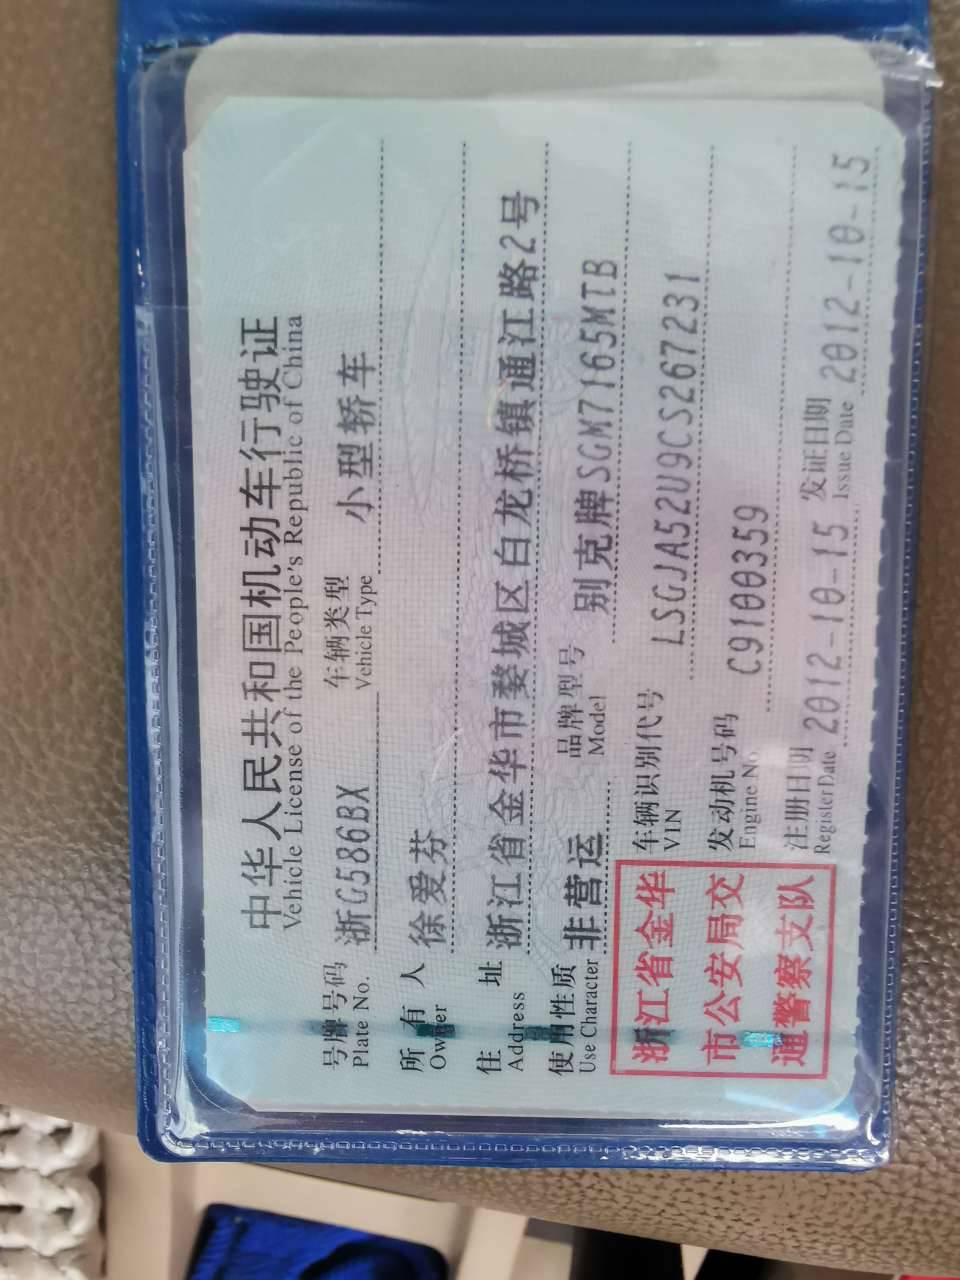 中华人民共和国机动车行驶证
Vehicle License of the People's Republic of China
号牌号码 浙G586BX 车辆类型 小型轿车
Plate No. Vehicle Type
所有人 徐爱芬
Owner
住址 浙江省金华市婺城区白龙桥镇通江路2号
Address
使用性质 非营运 品牌型号 别克牌SGM7165MTB
Use Character Model
浙江省金华
市公安局交
通警察支队
车辆识别代号 LSGJA52U9CS267231
VIN
发动机号码 C9100359
Engine No.
注册日期 2012-10-15 发证日期 2012-10-15
Register Date Issue Date